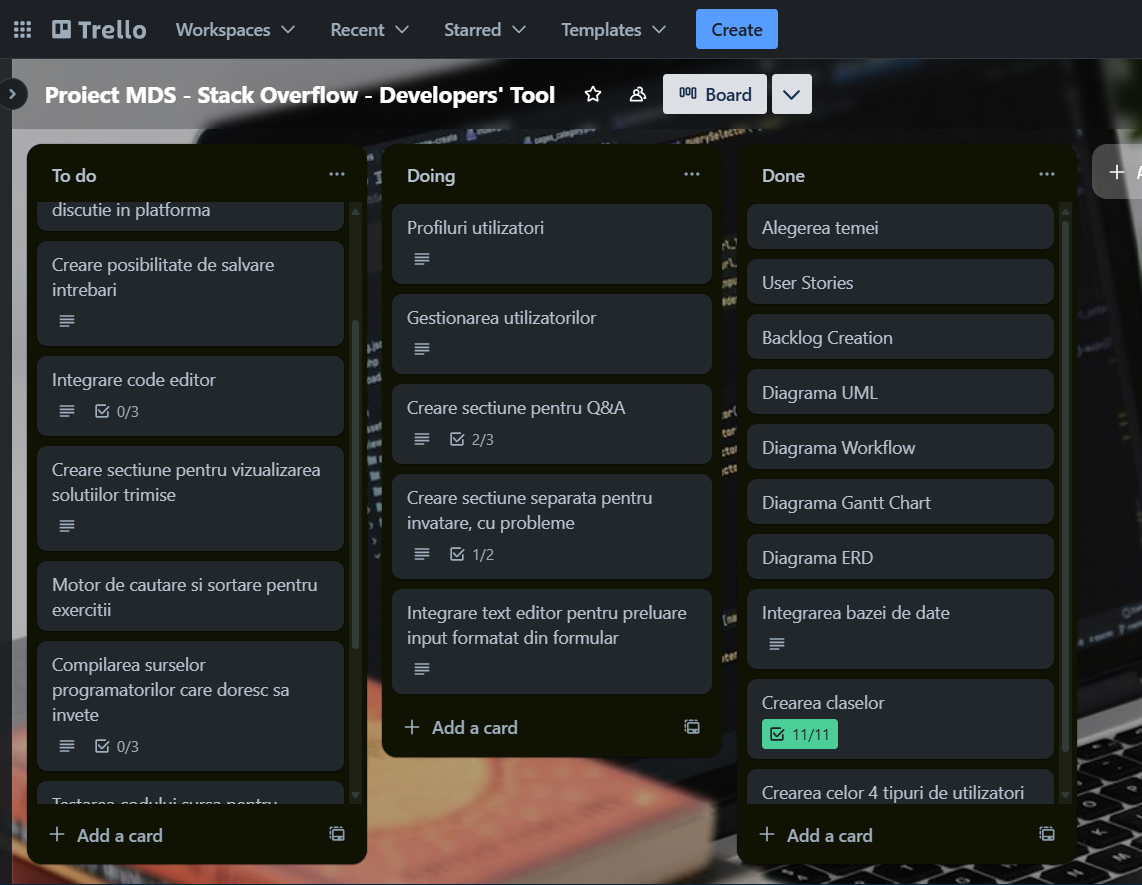 Trello
Workspaces
Recent
Starred
Templates
Create
Proiect MDS - Stack Overflow - Developers' Tool
Board
To do
discutie in platforma
Creare posibilitate de salvare
intrebari
Integrare code editor
0/3
Creare sectiune pentru vizualizarea
solutiilor trimise
Motor de cautare si sortare pentru
exercitii
Compilarea surselor
programatorilor care doresc sa
invete
0/3
Testarea codului sursa pentru
+ Add a card
Doing
Profiluri utilizatori
Gestionarea utilizatorilor
Creare sectiune pentru Q&A
2/3
Creare sectiune separata pentru
invatare, cu probleme
1/2
Integrare text editor pentru preluare
input formatat din formular
+ Add a card
Done
Alegerea temei
User Stories
Backlog Creation
Diagrama UML
Diagrama Workflow
Diagrama Gantt Chart
Diagrama ERD
Integrarea bazei de date
Crearea claselor
11/11
Crearea celor 4 tipuri de utilizatori
+ Add a card